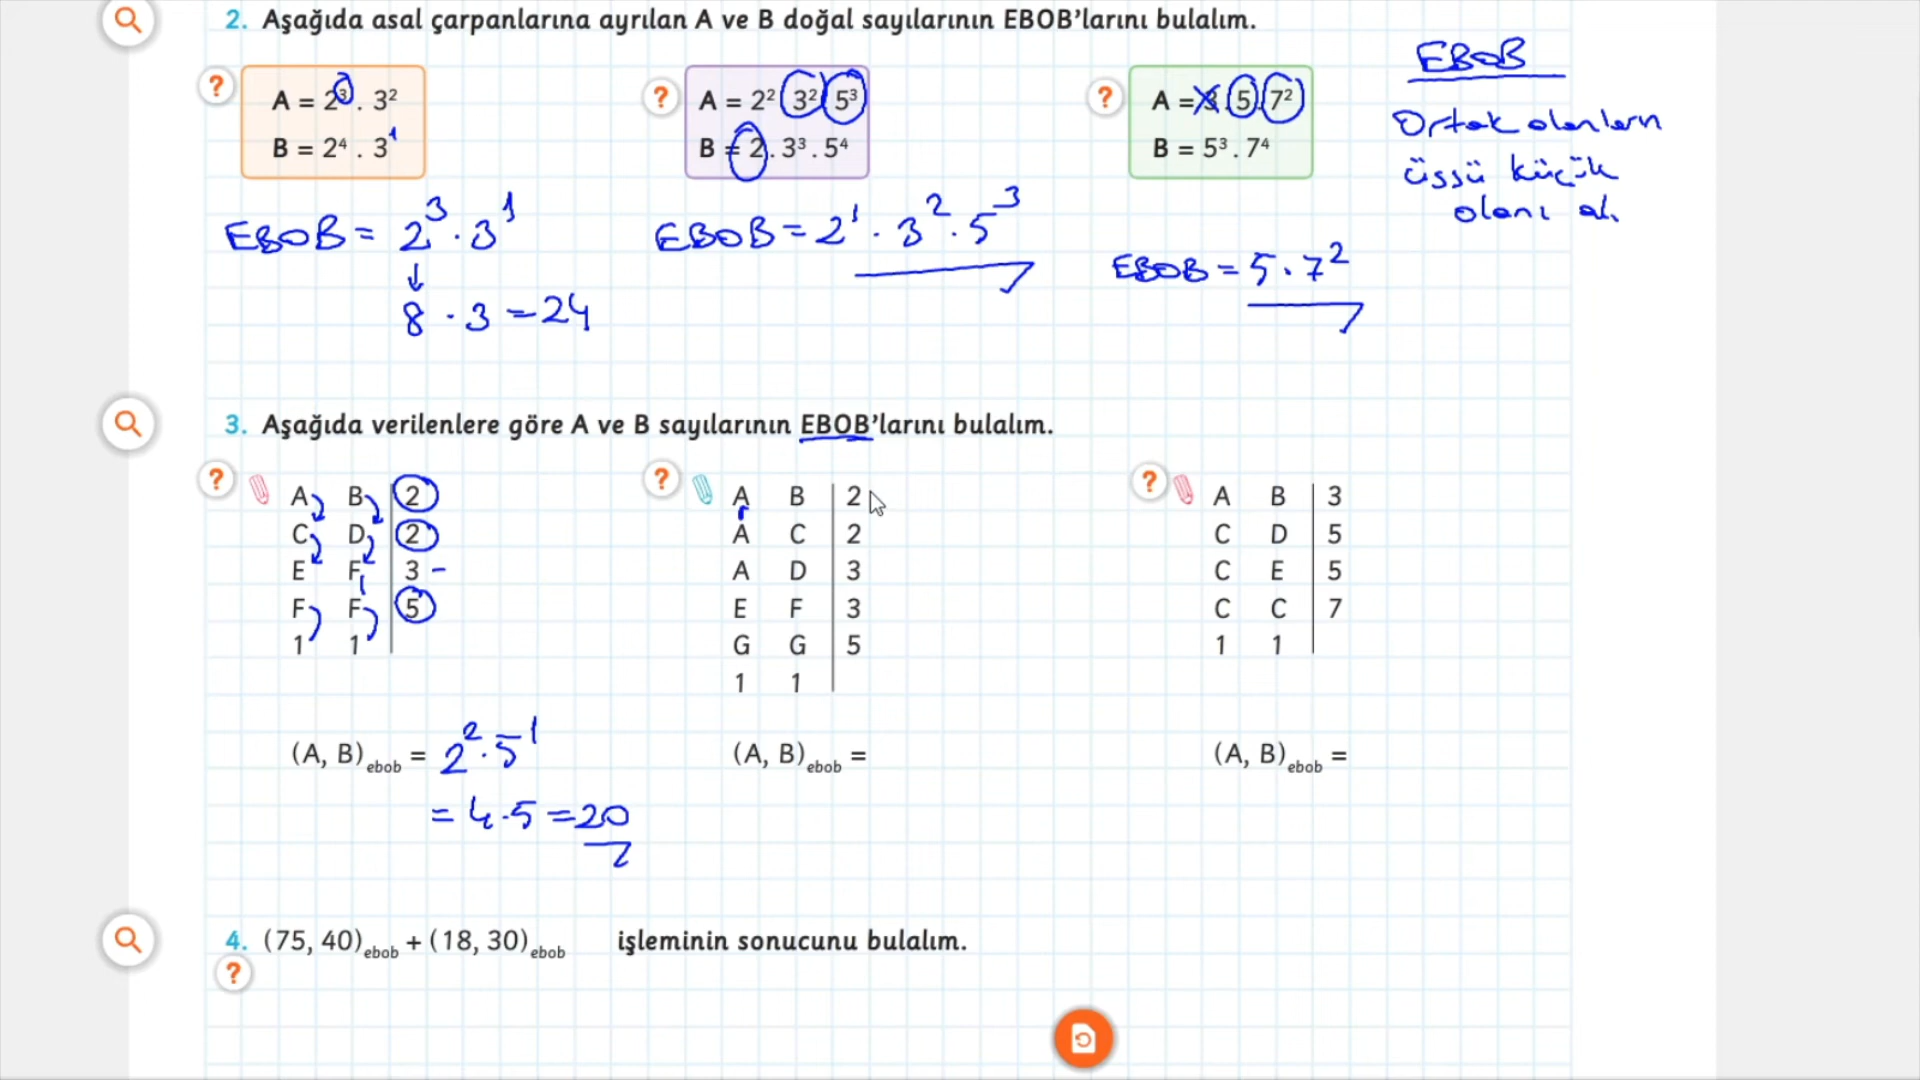 2. Aşağıda asal çarpanlarına ayrılan A ve B doğal sayılarının EBOB'larını bulalım.
EBOB
? A = 2³ . 3²
B = 2⁴ . 3¹
? A = 2² 3² 5³
B = 2 . 3³ . 5⁴
? A = 3 5 7²
B = 5³ . 7⁴
Ortak olanların
üssü küçük
olanı al.
EBOB = 2³ . 3¹
8 . 3 = 24
EBOB = 2¹ . 3² . 5³
EBOB = 5 . 7²
3. Aşağıda verilenlere göre A ve B sayılarının EBOB'larını bulalım.
?
A B | 2
C D | 2
E F | 3 -
F F | 5
1 1
(A, B)ebob = 2² . 5¹
= 4 . 5 = 20
?
A B | 2
A C | 2
A D | 3
E F | 3
G G | 5
1 1
(A, B)ebob =
?
A B | 3
C D | 5
C E | 5
C C | 7
1 1
(A, B)ebob =
4. (75, 40)ebob + (18, 30)ebob işleminin sonucunu bulalım.
?